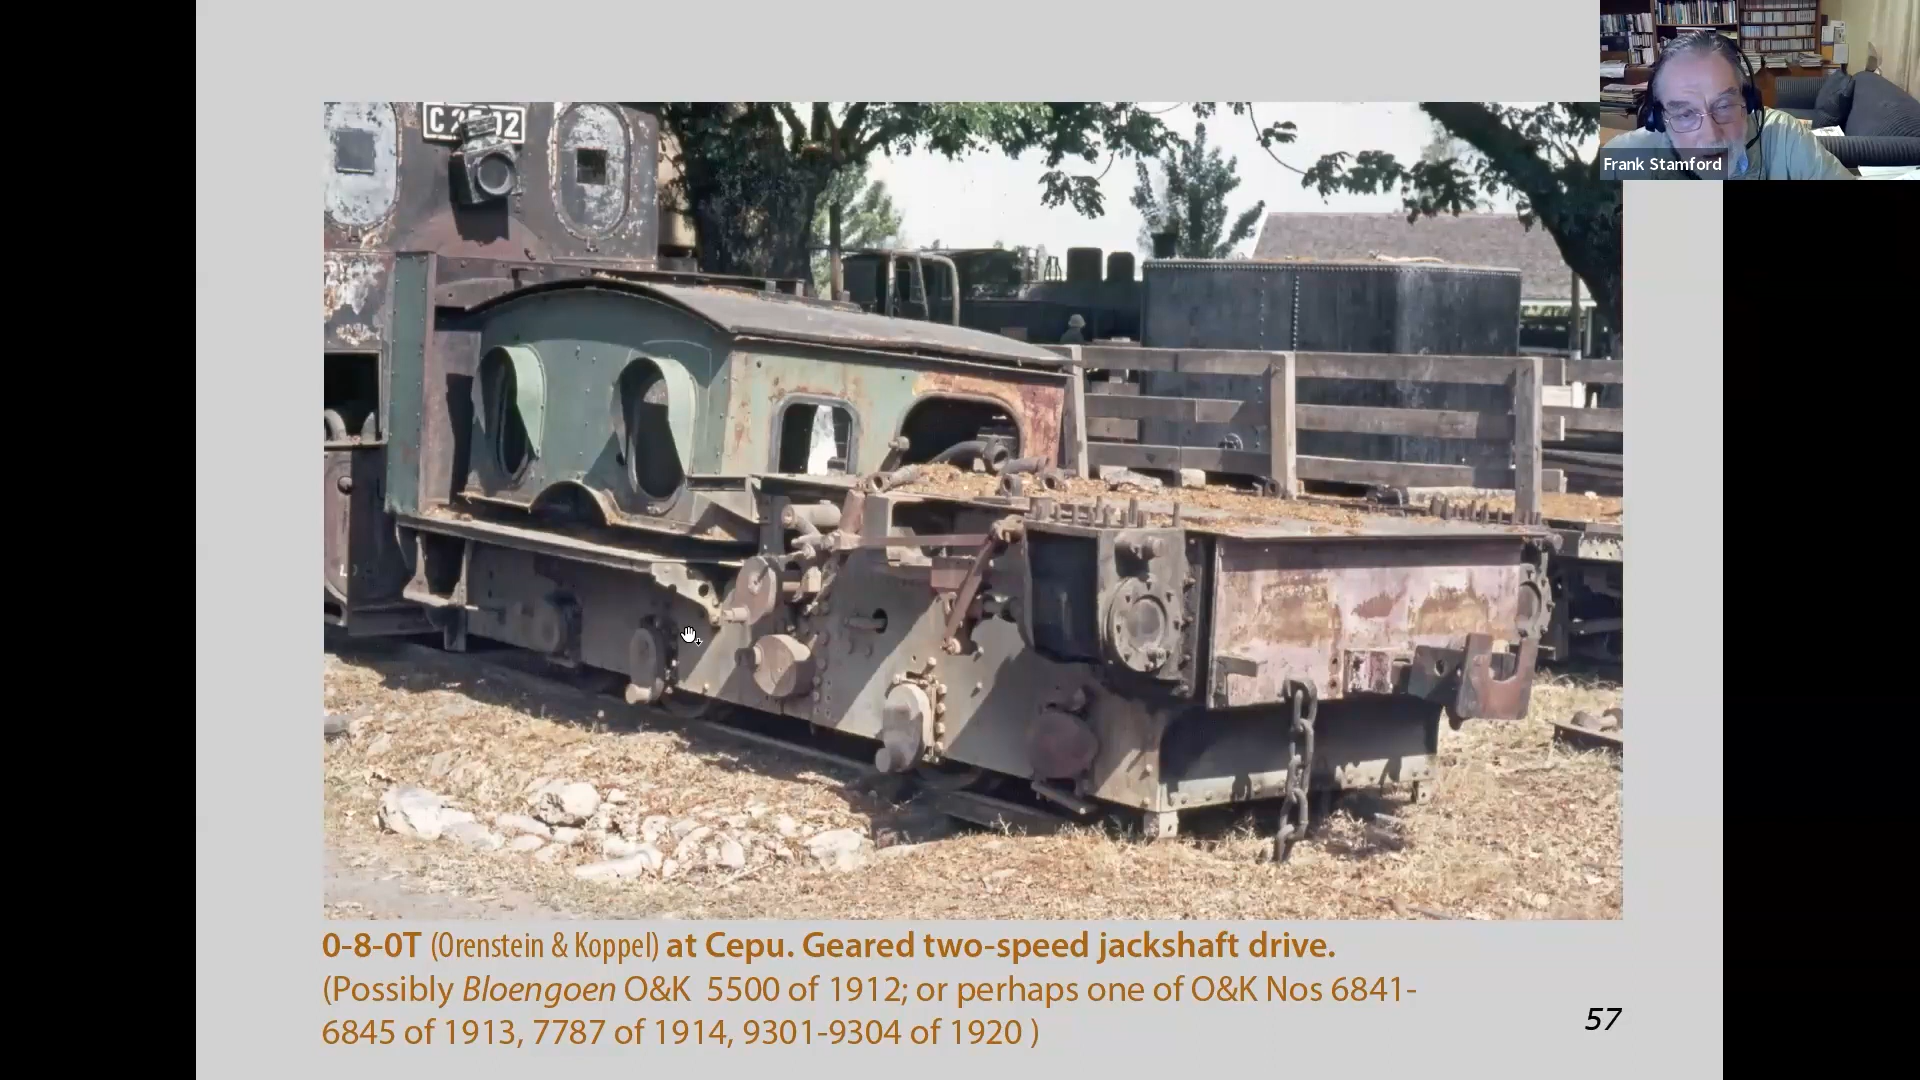 Frank Stamford
0-8-0T (Orenstein & Koppel) at Cepu. Geared two-speed jackshaft drive.
(Possibly Bloengoen O&K 5500 of 1912; or perhaps one of O&K Nos 6841-
6845 of 1913, 7787 of 1914, 9301-9304 of 1920 )
57